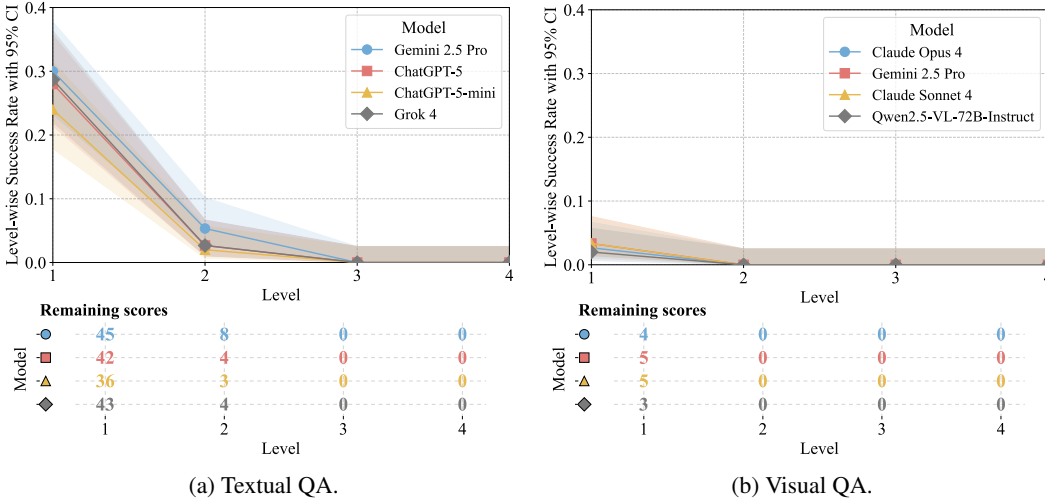 Level-wise Success Rate with 95% CI
0.4
0.3
0.2
0.1
0.0
1 2 3 4
Level
Model
Gemini 2.5 Pro
ChatGPT-5
ChatGPT-5-mini
Grok 4
Remaining scores
Model
45 8 0 0
42 4 0 0
36 3 0 0
43 4 0 0
1 2 3 4
Level
(a) Textual QA.
Level-wise Success Rate with 95% CI
0.4
0.3
0.2
0.1
0.0
1 2 3 4
Level
Model
Claude Opus 4
Gemini 2.5 Pro
Claude Sonnet 4
Qwen2.5-VL-72B-Instruct
Remaining scores
Model
4 0 0 0
5 0 0 0
5 0 0 0
3 0 0 0
1 2 3 4
Level
(b) Visual QA.